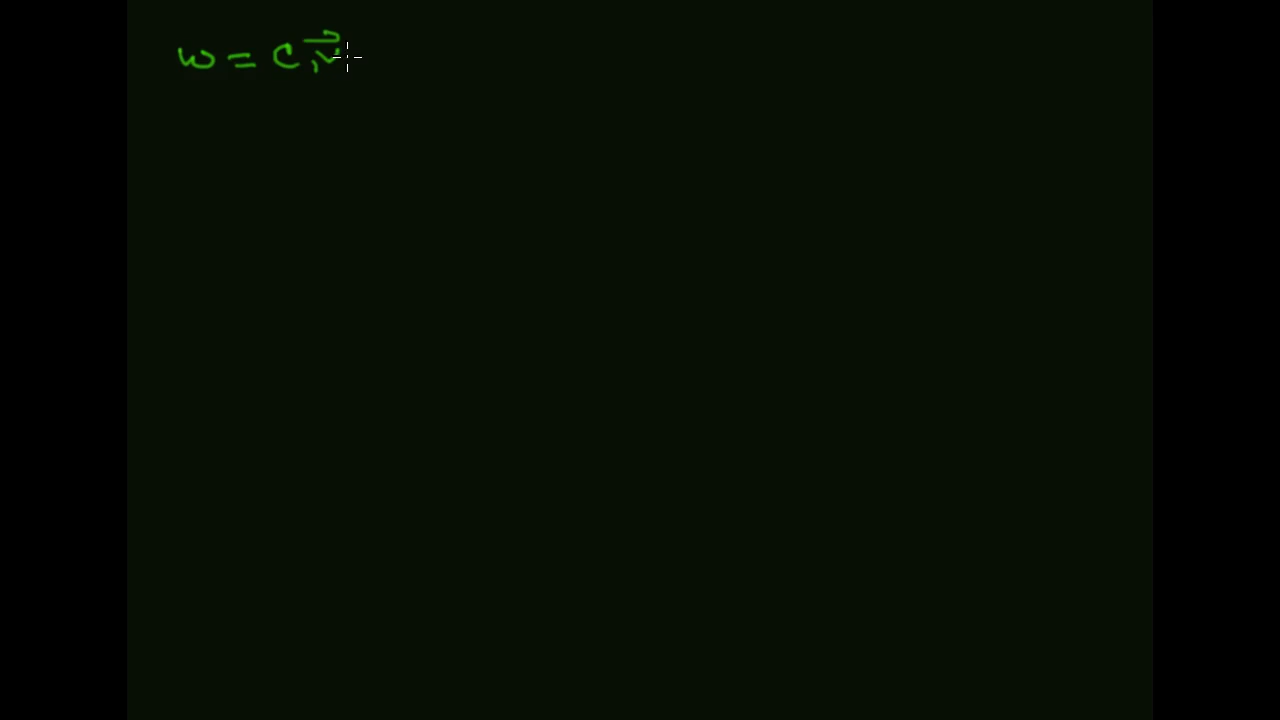 w = c₁v⃗